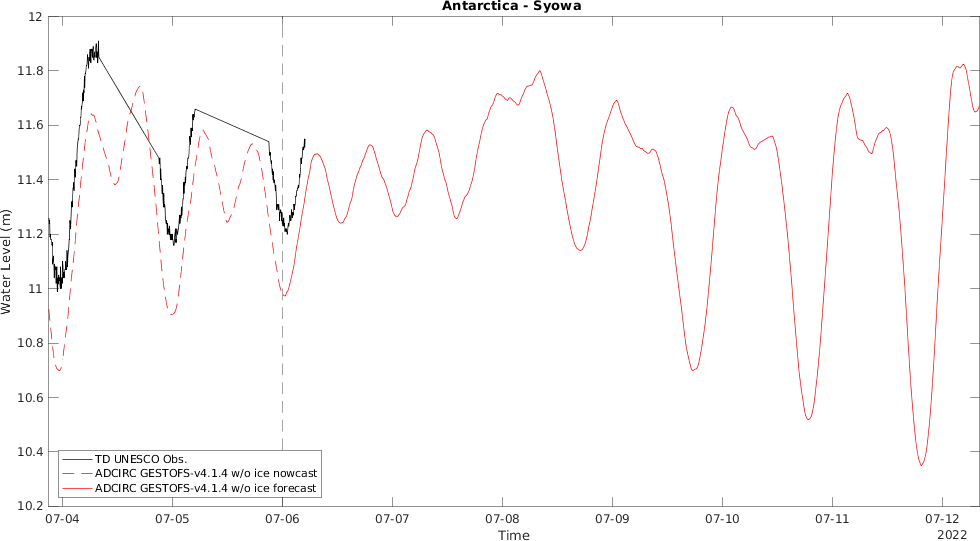 Antarctica - Syowa
12
11.8
11.6
11.4
11.2
11
10.8
10.6
10.4
10.2
Water Level (m)
TD UNESCO Obs.
ADCIRC GESTOFS-v4.1.4 w/o ice nowcast
ADCIRC GESTOFS-v4.1.4 w/o ice forecast
07-04 07-05 07-06 07-07 07-08 07-09 07-10 07-11 07-12
Time 2022